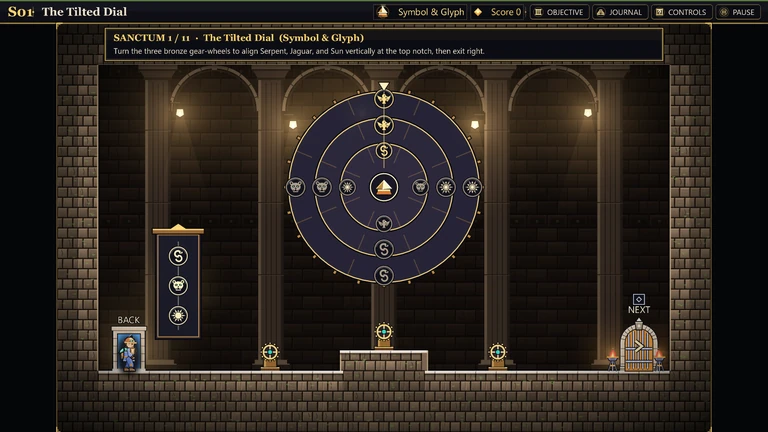 S01 The Tilted Dial
Symbol & Glyph
Score 0
OBJECTIVE
JOURNAL
CONTROLS
PAUSE
SANCTUM 1 / 11 · The Tilted Dial (Symbol & Glyph)
Turn the three bronze gear-wheels to align Serpent, Jaguar, and Sun vertically at the top notch, then exit right.
BACK
NEXT